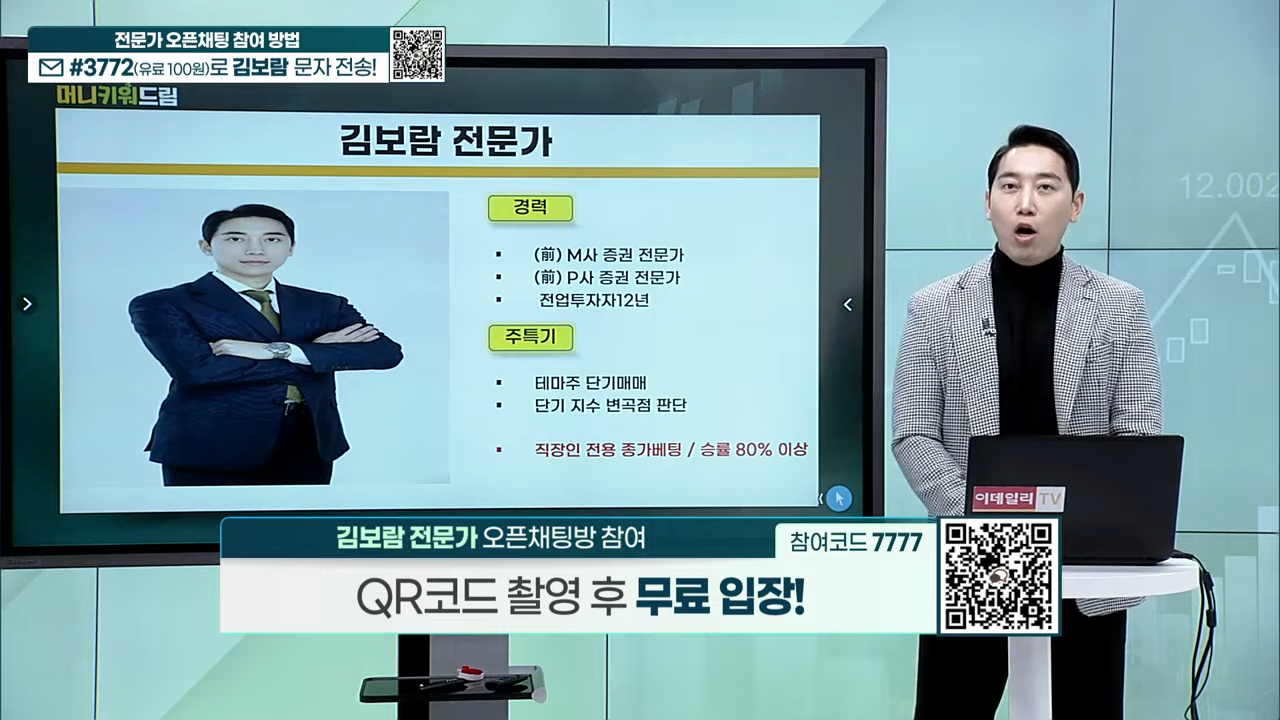 전문가 오픈채팅 참여 방법
#3772(유료 100원)로 김보람 문자 전송!
머니키워드림
김보람 전문가
경력
(前) M사 증권 전문가
(前) P사 증권 전문가
전업투자자12년
주특기
테마주 단기매매
단기 지수 변곡점 판단
직장인 전용 종가베팅 / 승률 80% 이상
12.002
이데일리TV
김보람 전문가 오픈채팅방 참여
참여코드 7777
QR코드 촬영 후 무료 입장!